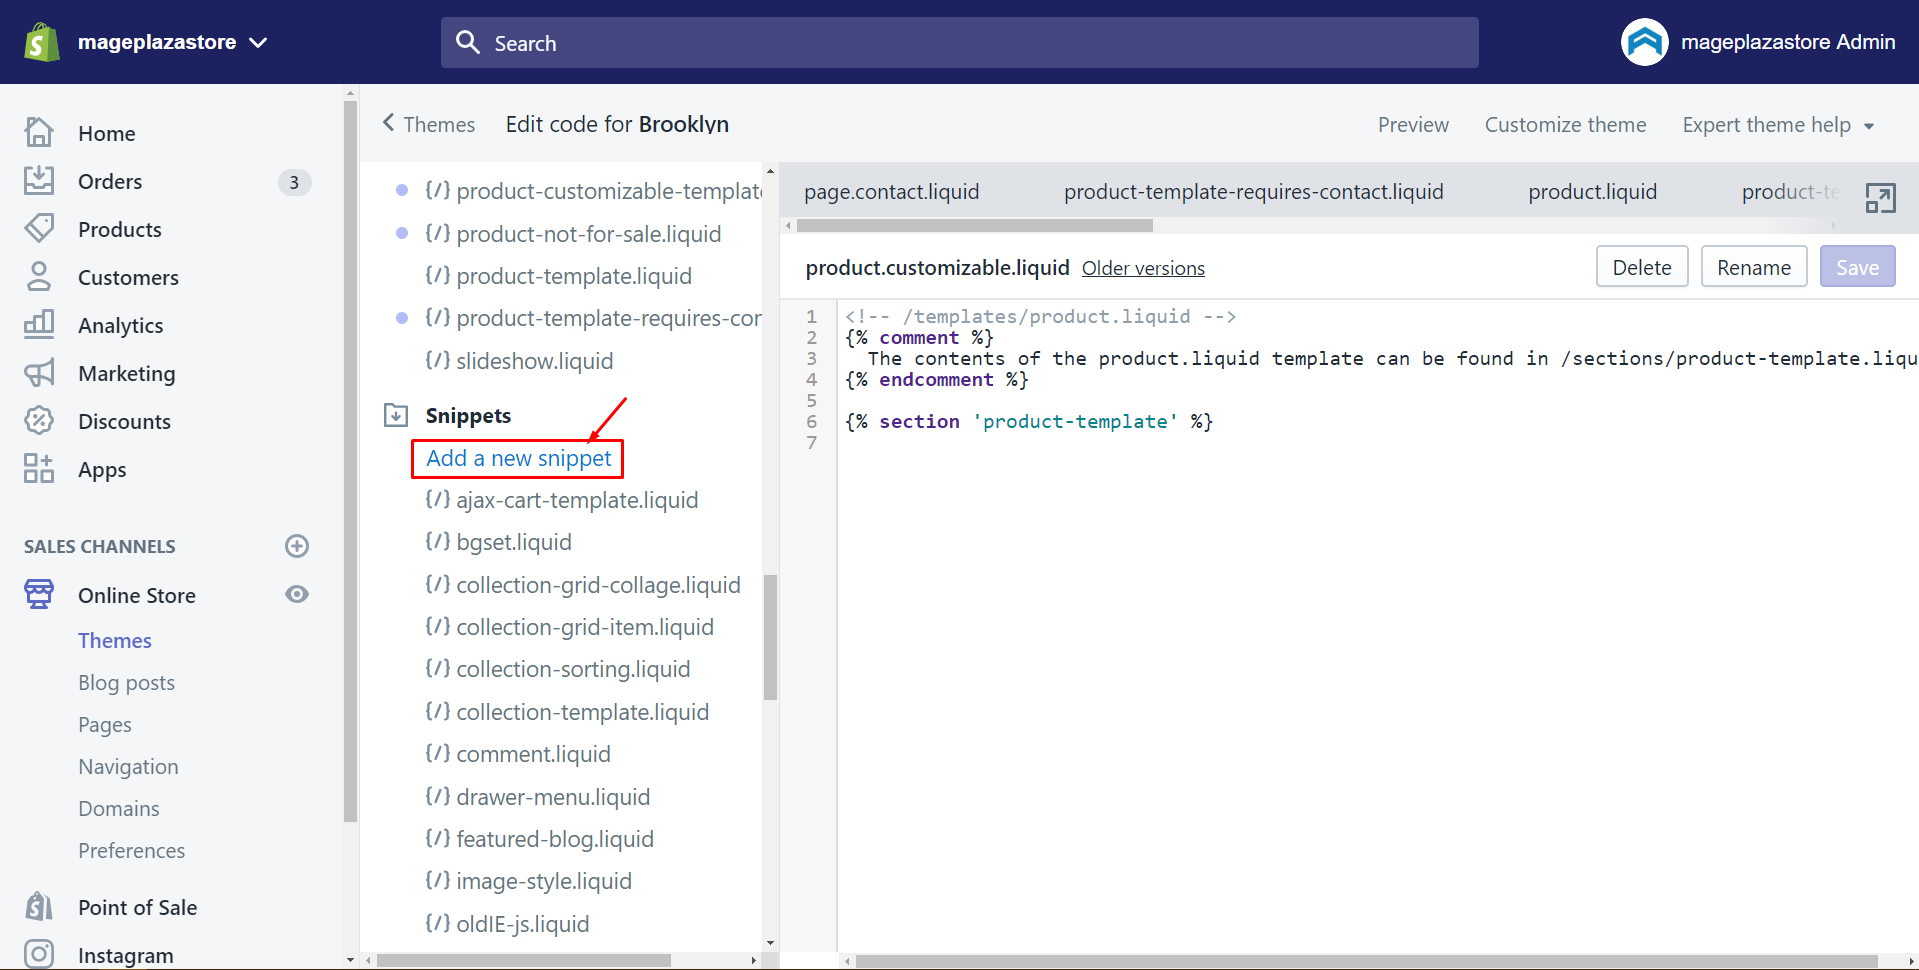 mageplazastore
Search
mageplazastore Admin
Home
Orders
3
Products
Customers
Analytics
Marketing
Discounts
Apps
SALES CHANNELS
Online Store
Themes
Blog posts
Pages
Navigation
Domains
Preferences
Point of Sale
Instagram
Themes
Edit code for Brooklyn
Preview
Customize theme
Expert theme help
{/} product-customizable-template
{/} product-not-for-sale.liquid
{/} product-template.liquid
{/} product-template-requires-cor
{/} slideshow.liquid
Snippets
Add a new snippet
{/} ajax-cart-template.liquid
{/} bgset.liquid
{/} collection-grid-collage.liquid
{/} collection-grid-item.liquid
{/} collection-sorting.liquid
{/} collection-template.liquid
{/} comment.liquid
{/} drawer-menu.liquid
{/} featured-blog.liquid
{/} image-style.liquid
{/} oldIE-js.liquid
page.contact.liquid
product-template-requires-contact.liquid
product.liquid
product-te
product.customizable.liquid
Older versions
Delete
Rename
Save
1 <!-- /templates/product.liquid -->
2 {% comment %}
3 The contents of the product.liquid template can be found in /sections/product-template.liqu
4 {% endcomment %}
5
6 {% section 'product-template' %}
7